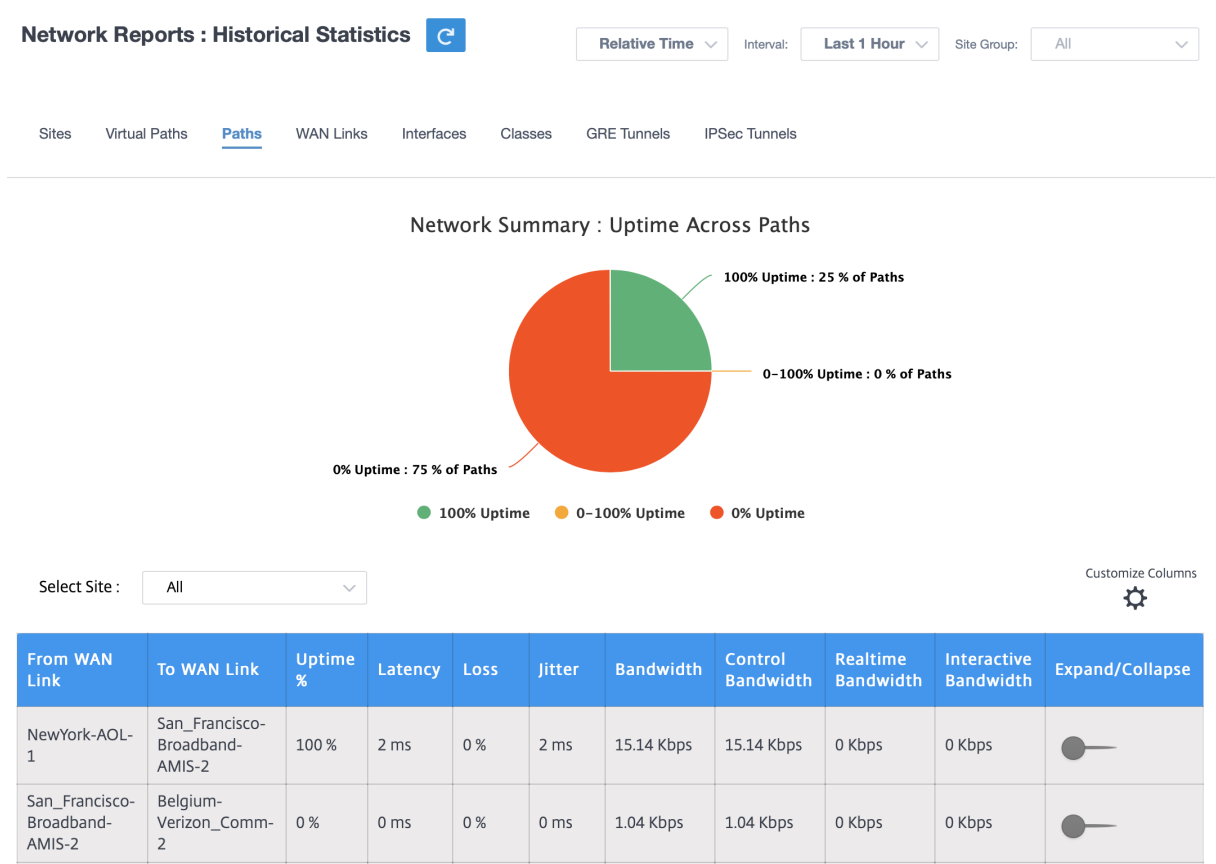 Network Reports : Historical Statistics
Relative Time
Interval:
Last 1 Hour
Site Group:
All
Sites
Virtual Paths
Paths
WAN Links
Interfaces
Classes
GRE Tunnels
IPSec Tunnels
Network Summary : Uptime Across Paths
100% Uptime : 25 % of Paths
0-100% Uptime : 0 % of Paths
0% Uptime : 75 % of Paths
100% Uptime
0-100% Uptime
0% Uptime
Select Site :
All
Customize Columns
From WAN
Link
To WAN Link
Uptime
%
Latency
Loss
Jitter
Bandwidth
Control
Bandwidth
Realtime
Bandwidth
Interactive
Bandwidth
Expand/Collapse
NewYork-AOL-
1
San_Francisco-
Broadband-
AMIS-2
100 %
2 ms
0 %
2 ms
15.14 Kbps
15.14 Kbps
0 Kbps
0 Kbps
San_Francisco-
Broadband-
AMIS-2
Belgium-
Verizon_Comm-
2
0 %
0 ms
0 %
0 ms
1.04 Kbps
1.04 Kbps
0 Kbps
0 Kbps